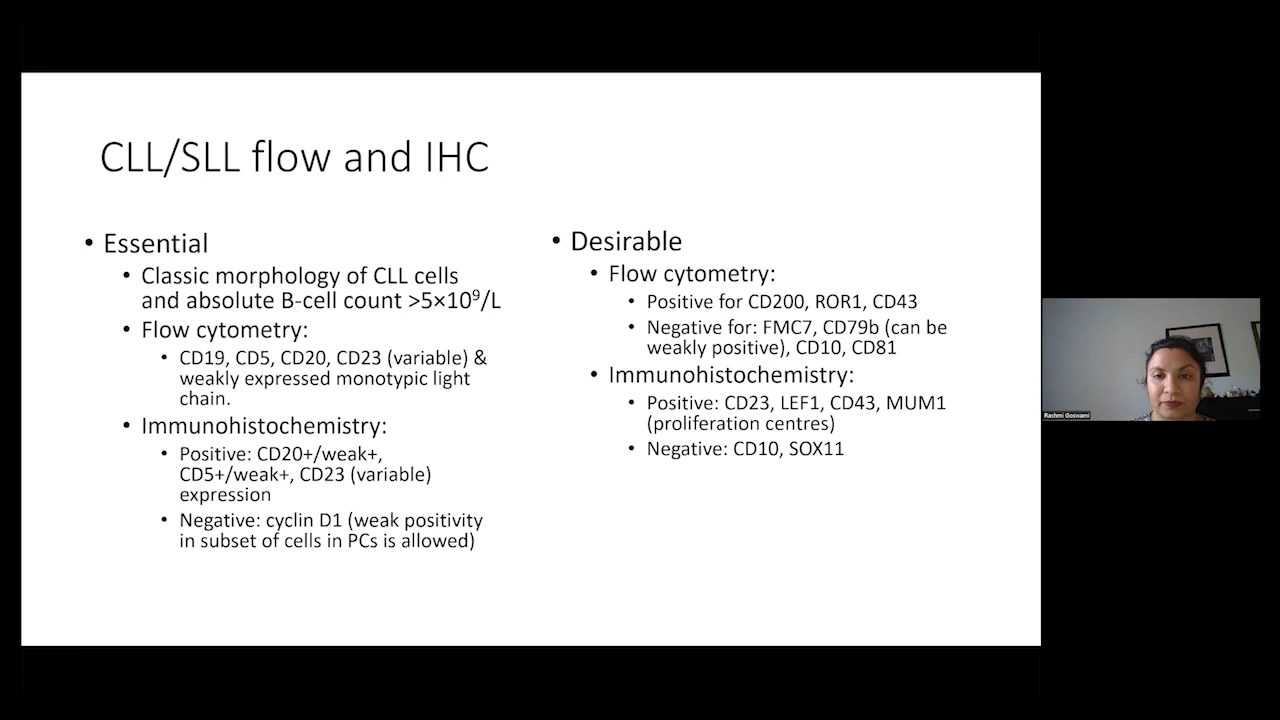 CLL/SLL flow and IHC
• Essential
• Classic morphology of CLL cells
and absolute B-cell count >5×10⁹/L
• Flow cytometry:
• CD19, CD5, CD20, CD23 (variable) &
weakly expressed monotypic light
chain.
• Immunohistochemistry:
• Positive: CD20+/weak+,
CD5+/weak+, CD23 (variable)
expression
• Negative: cyclin D1 (weak positivity
in subset of cells in PCs is allowed)
• Desirable
• Flow cytometry:
• Positive for CD200, ROR1, CD43
• Negative for: FMC7, CD79b (can be
weakly positive), CD10, CD81
• Immunohistochemistry:
• Positive: CD23, LEF1, CD43, MUM1
(proliferation centres)
• Negative: CD10, SOX11
Rashmi Goswami